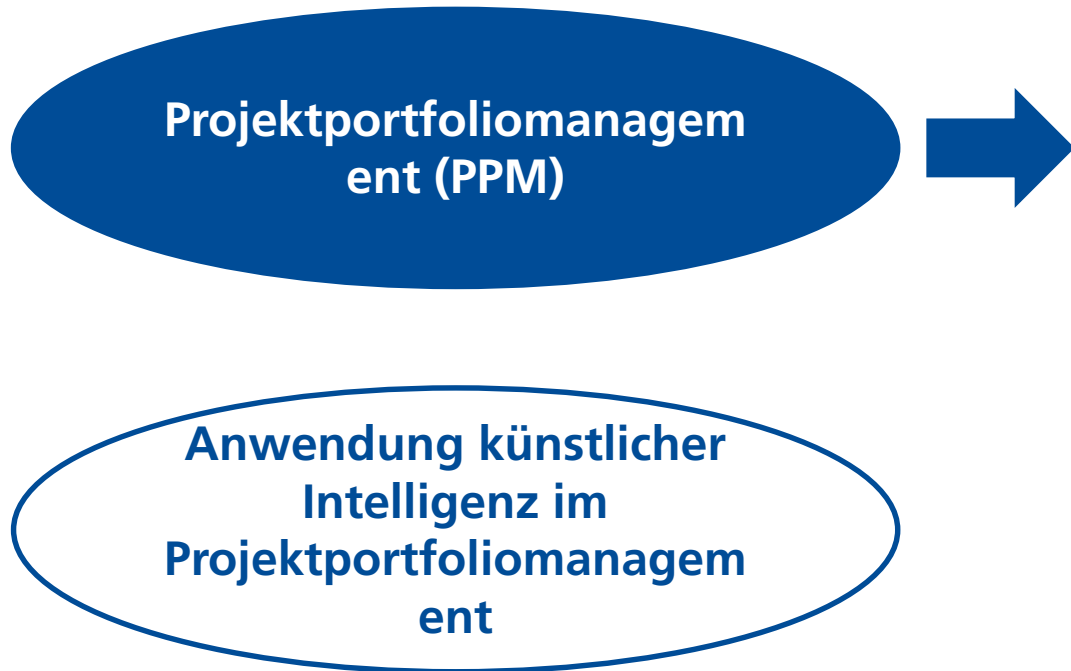 Projektportfoliomanagem
ent (PPM)
Anwendung künstlicher
Intelligenz im
Projektportfoliomanagem
ent